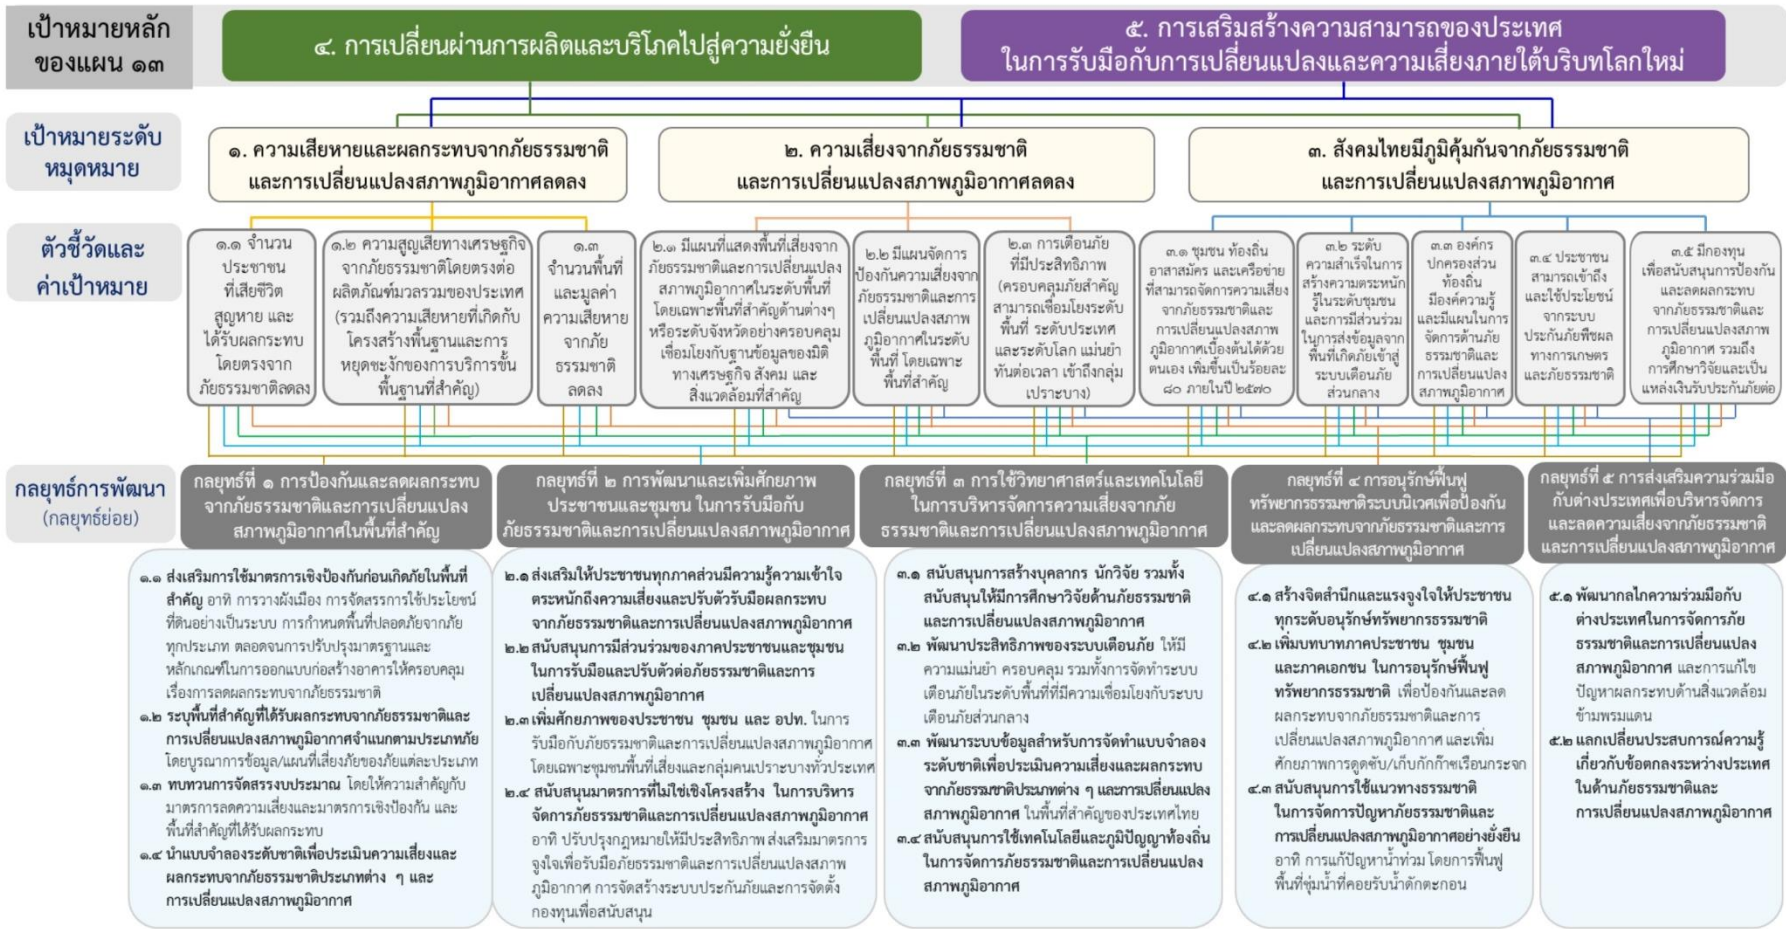 เป้าหมายหลัก
ของแผน ๑๓
๔. การเปลี่ยนผ่านการผลิตและบริโภคไปสู่ความยั่งยืน
๕. การเสริมสร้างความสามารถของประเทศ
ในการรับมือกับการเปลี่ยนแปลงและความเสี่ยงภายใต้บริบทโลกใหม่
เป้าหมายระดับ
หมุดหมาย
๑. ความเสียหายและผลกระทบจากภัยธรรมชาติ
และการเปลี่ยนแปลงสภาพภูมิอากาศลดลง
๒. ความเสี่ยงจากภัยธรรมชาติ
และการเปลี่ยนแปลงสภาพภูมิอากาศลดลง
๓. สังคมไทยมีภูมิคุ้มกันจากภัยธรรมชาติ
และการเปลี่ยนแปลงสภาพภูมิอากาศ
ตัวชี้วัดและ
ค่าเป้าหมาย
๑.๑ จำนวน
ประชาชน
ที่เสียชีวิต
สูญหาย และ
ได้รับผลกระทบ
โดยตรงจาก
ภัยธรรมชาติลดลง
๑.๒ ความสูญเสียทางเศรษฐกิจ
จากภัยธรรมชาติโดยตรงต่อ
ผลิตภัณฑ์มวลรวมของประเทศ
(รวมถึงความเสียหายที่เกิดกับ
โครงสร้างพื้นฐานและการ
หยุดชะงักของการบริการขั้น
พื้นฐานที่สำคัญ)
๑.๓
จำนวนพื้นที่
และมูลค่า
ความเสียหาย
จากภัย
ธรรมชาติ
ลดลง
๒.๑ มีแผนที่แสดงพื้นที่เสี่ยงจาก
ภัยธรรมชาติและการเปลี่ยนแปลง
สภาพภูมิอากาศในระดับพื้นที่
โดยเฉพาะพื้นที่สำคัญด้านต่างๆ
หรือระดับจังหวัดอย่างครอบคลุม
เชื่อมโยงกับฐานข้อมูลของมิติ
ทางเศรษฐกิจ สังคม และ
สิ่งแวดล้อมที่สำคัญ
๒.๒ มีแผนจัดการ
ป้องกันความเสี่ยงจาก
ภัยธรรมชาติและการ
เปลี่ยนแปลงสภาพ
ภูมิอากาศในระดับ
พื้นที่ โดยเฉพาะ
พื้นที่สำคัญ
๒.๓ การเตือนภัย
ที่มีประสิทธิภาพ
(ครอบคลุมภัยสำคัญ
สามารถเชื่อมโยงระดับ
พื้นที่ ระดับประเทศ
และระดับโลก แม่นยำ
ทันต่อเวลา เข้าถึงกลุ่ม
เปราะบาง)
๓.๑ ชุมชน ท้องถิ่น
อาสาสมัคร และเครือข่าย
ที่สามารถจัดการความเสี่ยง
จากภัยธรรมชาติและ
การเปลี่ยนแปลงสภาพ
ภูมิอากาศเบื้องต้นได้ด้วย
ตนเอง เพิ่มขึ้นเป็นร้อยละ
๘๐ ภายในปี ๒๕๗๐
๓.๒ ระดับ
ความสำเร็จในการ
สร้างความตระหนัก
รู้ในระดับชุมชน
และการมีส่วนร่วม
ในการส่งข้อมูลจาก
พื้นที่เกิดภัยเข้าสู่
ระบบเตือนภัย
ส่วนกลาง
๓.๓ องค์กร
ปกครองส่วน
ท้องถิ่น
มีองค์ความรู้
และมีแผนในการ
จัดการด้านภัย
ธรรมชาติและ
การเปลี่ยนแปลง
สภาพภูมิอากาศ
๓.๔ ประชาชน
สามารถเข้าถึง
และใช้ประโยชน์
จากระบบ
ประกันภัยพืชผล
ทางการเกษตร
และภัยธรรมชาติ
๓.๕ มีกองทุน
เพื่อสนับสนุนการป้องกัน
และลดผลกระทบ
จากภัยธรรมชาติและ
การเปลี่ยนแปลงสภาพ
ภูมิอากาศ รวมถึง
การศึกษาวิจัยและเป็น
แหล่งเงินรับประกันภัยต่อ
กลยุทธ์การพัฒนา
(กลยุทธ์ย่อย)
กลยุทธ์ที่ ๑ การป้องกันและลดผลกระทบ
จากภัยธรรมชาติและการเปลี่ยนแปลง
สภาพภูมิอากาศในพื้นที่สำคัญ
กลยุทธ์ที่ ๒ การพัฒนาและเพิ่มศักยภาพ
ประชาชนและชุมชน ในการรับมือกับ
ภัยธรรมชาติและการเปลี่ยนแปลงสภาพภูมิอากาศ
กลยุทธ์ที่ ๓ การใช้วิทยาศาสตร์และเทคโนโลยี
ในการบริหารจัดการความเสี่ยงจากภัย
ธรรมชาติและการเปลี่ยนแปลงสภาพภูมิอากาศ
กลยุทธ์ที่ ๔ การอนุรักษ์ฟื้นฟู
ทรัพยากรธรรมชาติระบบนิเวศเพื่อป้องกัน
และลดผลกระทบจากภัยธรรมชาติและการ
เปลี่ยนแปลงสภาพภูมิอากาศ
กลยุทธ์ที่ ๕ การส่งเสริมความร่วมมือ
กับต่างประเทศเพื่อบริหารจัดการ
และลดความเสี่ยงจากภัยธรรมชาติ
และการเปลี่ยนแปลงสภาพภูมิอากาศ
๑.๑ ส่งเสริมการใช้มาตรการเชิงป้องกันก่อนเกิดภัยในพื้นที่
สำคัญ อาทิ การวางผังเมือง การจัดสรรการใช้ประโยชน์
ที่ดินอย่างเป็นระบบ การกำหนดพื้นที่ปลอดภัยจากภัย
ทุกประเภท ตลอดจนการปรับปรุงมาตรฐานและ
หลักเกณฑ์ในการออกแบบก่อสร้างอาคารให้ครอบคลุม
เรื่องการลดผลกระทบจากภัยธรรมชาติ
๑.๒ ระบุพื้นที่สำคัญที่ได้รับผลกระทบจากภัยธรรมชาติและ
การเปลี่ยนแปลงสภาพภูมิอากาศจำแนกตามประเภทภัย
โดยบูรณาการข้อมูล/แผนที่เสี่ยงภัยของภัยแต่ละประเภท
๑.๓ ทบทวนการจัดสรรงบประมาณ โดยให้ความสำคัญกับ
มาตรการลดความเสี่ยงและมาตรการเชิงป้องกัน และ
พื้นที่สำคัญที่ได้รับผลกระทบ
๑.๔ นำแบบจำลองระดับชาติเพื่อประเมินความเสี่ยงและ
ผลกระทบจากภัยธรรมชาติประเภทต่าง ๆ และ
การเปลี่ยนแปลงสภาพภูมิอากาศ
๒.๑ ส่งเสริมให้ประชาชนทุกภาคส่วนมีความรู้ความเข้าใจ
ตระหนักถึงความเสี่ยงและปรับตัวรับมือผลกระทบ
จากภัยธรรมชาติและการเปลี่ยนแปลงสภาพภูมิอากาศ
๒.๒ สนับสนุนการมีส่วนร่วมของภาคประชาชนและชุมชน
ในการรับมือและปรับตัวต่อภัยธรรมชาติและการ
เปลี่ยนแปลงสภาพภูมิอากาศ
๒.๓ เพิ่มศักยภาพของประชาชน ชุมชน และ อปท. ในการ
รับมือกับภัยธรรมชาติและการเปลี่ยนแปลงสภาพภูมิอากาศ
โดยเฉพาะชุมชนพื้นที่เสี่ยงและกลุ่มคนเปราะบางทั่วประเทศ
๒.๔ สนับสนุนมาตรการที่ไม่ใช่เชิงโครงสร้าง ในการบริหาร
จัดการภัยธรรมชาติและการเปลี่ยนแปลงสภาพภูมิอากาศ
อาทิ ปรับปรุงกฎหมายให้มีประสิทธิภาพ ส่งเสริมมาตรการ
จูงใจเพื่อรับมือภัยธรรมชาติและการเปลี่ยนแปลงสภาพ
ภูมิอากาศ การจัดสร้างระบบประกันภัยและการจัดตั้ง
กองทุนเพื่อสนับสนุน
๓.๑ สนับสนุนการสร้างบุคลากร นักวิจัย รวมทั้ง
สนับสนุนให้มีการศึกษาวิจัยด้านภัยธรรมชาติ
และการเปลี่ยนแปลงสภาพภูมิอากาศ
๓.๒ พัฒนาประสิทธิภาพของระบบเตือนภัย ให้มี
ความแม่นยำ ครอบคลุม รวมทั้งการจัดทำระบบ
เตือนภัยในระดับพื้นที่ที่มีความเชื่อมโยงกับระบบ
เตือนภัยส่วนกลาง
๓.๓ พัฒนาระบบข้อมูลสำหรับการจัดทำแบบจำลอง
ระดับชาติเพื่อประเมินความเสี่ยงและผลกระทบ
จากภัยธรรมชาติประเภทต่าง ๆ และการเปลี่ยนแปลง
สภาพภูมิอากาศ ในพื้นที่สำคัญของประเทศไทย
๓.๔ สนับสนุนการใช้เทคโนโลยีและภูมิปัญญาท้องถิ่น
ในการจัดการภัยธรรมชาติและการเปลี่ยนแปลง
สภาพภูมิอากาศ
๔.๑ สร้างจิตสำนึกและแรงจูงใจให้ประชาชน
ทุกระดับอนุรักษ์ทรัพยากรธรรมชาติ
๔.๒ เพิ่มบทบาทภาคประชาชน ชุมชน
และภาคเอกชน ในการอนุรักษ์ฟื้นฟู
ทรัพยากรธรรมชาติ เพื่อป้องกันและลด
ผลกระทบจากภัยธรรมชาติและการ
เปลี่ยนแปลงสภาพภูมิอากาศ และเพิ่ม
ศักยภาพการดูดซับ/เก็บกักก๊าซเรือนกระจก
๔.๓ สนับสนุนการใช้แนวทางธรรมชาติ
ในการจัดการปัญหาภัยธรรมชาติและ
การเปลี่ยนแปลงสภาพภูมิอากาศอย่างยั่งยืน
อาทิ การแก้ปัญหาน้ำท่วม โดยการฟื้นฟู
พื้นที่ชุ่มน้ำที่คอยรับน้ำดักตะกอน
๕.๑ พัฒนากลไกความร่วมมือกับ
ต่างประเทศในการจัดการภัย
ธรรมชาติและการเปลี่ยนแปลง
สภาพภูมิอากาศ และการแก้ไข
ปัญหาผลกระทบด้านสิ่งแวดล้อม
ข้ามพรมแดน
๕.๒ แลกเปลี่ยนประสบการณ์ความรู้
เกี่ยวกับข้อตกลงระหว่างประเทศ
ในด้านภัยธรรมชาติและ
การเปลี่ยนแปลงสภาพภูมิอากาศ